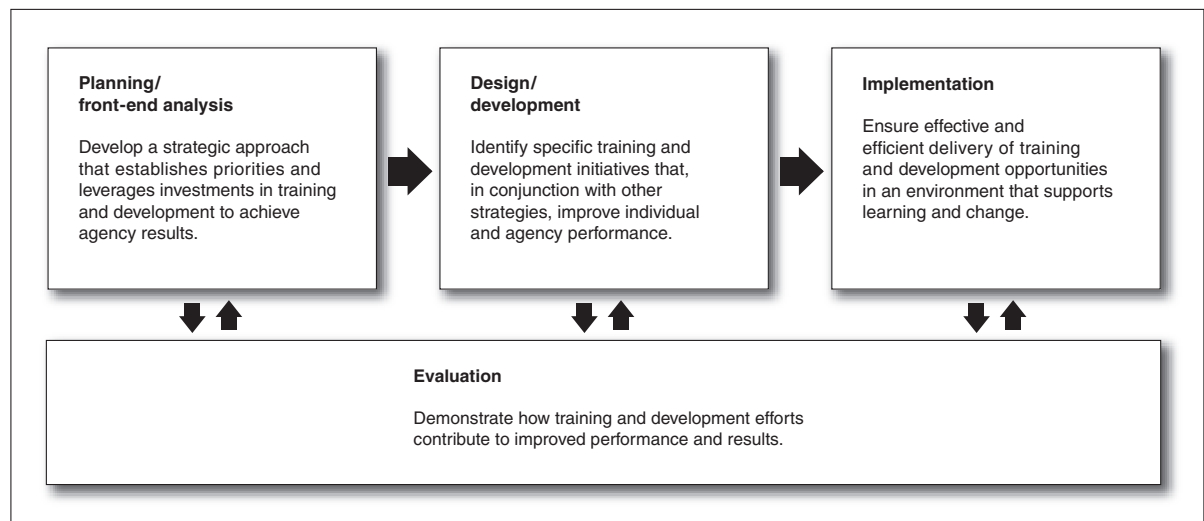 Planning/
front-end analysis
Develop a strategic approach
that establishes priorities and
leverages investments in training
and development to achieve
agency results.
Design/
development
Identify specific training and
development initiatives that,
in conjunction with other
strategies, improve individual
and agency performance.
Implementation
Ensure effective and
efficient delivery of training
and development opportunities
in an environment that supports
learning and change.
Evaluation
Demonstrate how training and development efforts
contribute to improved performance and results.